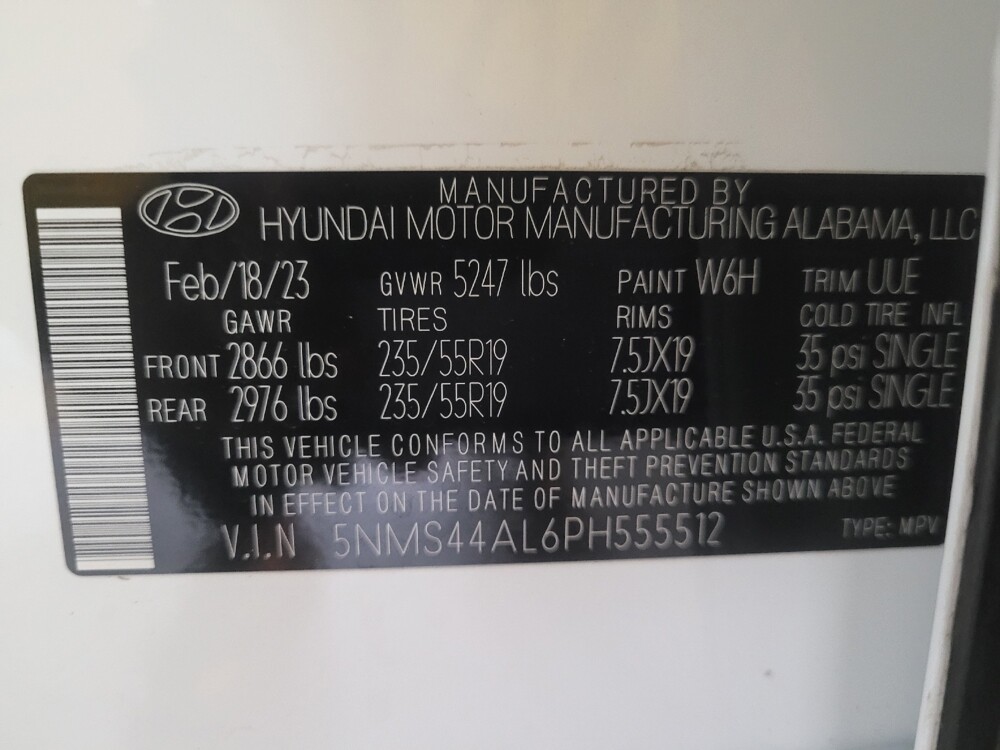 MANUFACTURED BY
HYUNDAI MOTOR MANUFACTURING ALABAMA, LLC
Feb/18/23 GVWR 5247 lbs PAINT W6H TRIM UUE
GAWR TIRES RIMS COLD TIRE INFL
FRONT 2866 lbs 235/55R19 7.5JX19 35 psi SINGLE
REAR 2976 lbs 235/55R19 7.5JX19 35 psi SINGLE
THIS VEHICLE CONFORMS TO ALL APPLICABLE U.S.A. FEDERAL
MOTOR VEHICLE SAFETY AND THEFT PREVENTION STANDARDS
IN EFFECT ON THE DATE OF MANUFACTURE SHOWN ABOVE
V.I.N 5NMS44AL6PH555512 TYPE: MPV